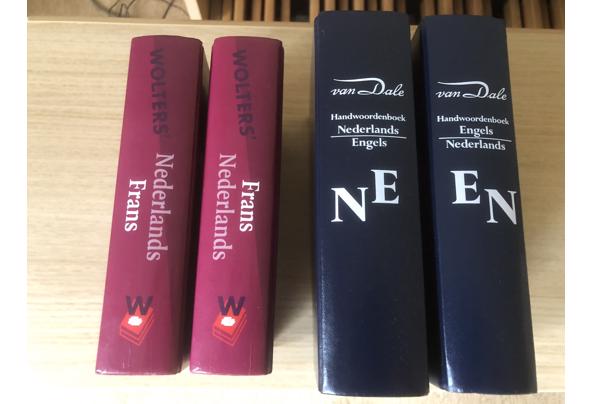 WOLTERS'
Nederlands
Frans
W
WOLTERS'
Frans
Nederlands
W
van Dale
Handwoordenboek
Nederlands
Engels
NE
van Dale
Handwoordenboek
Engels
Nederlands
EN